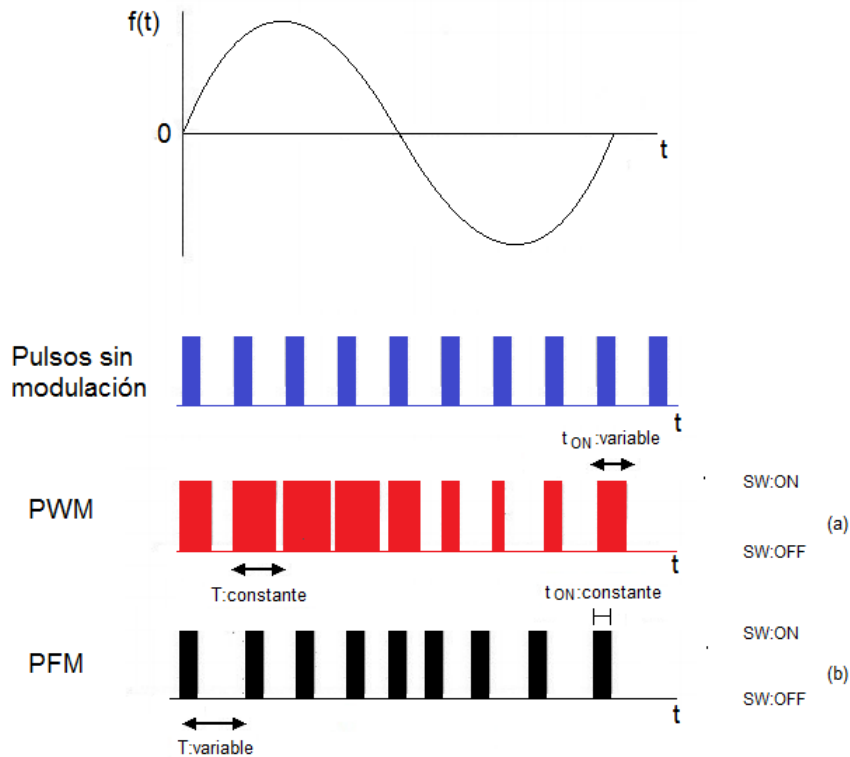 f(t)
0
t
Pulsos sin
modulación
t
t ON :variable
PWM
SW:ON
(a)
SW:OFF
t
T:constante
t ON :constante
PFM
SW:ON
(b)
SW:OFF
t
T:variable